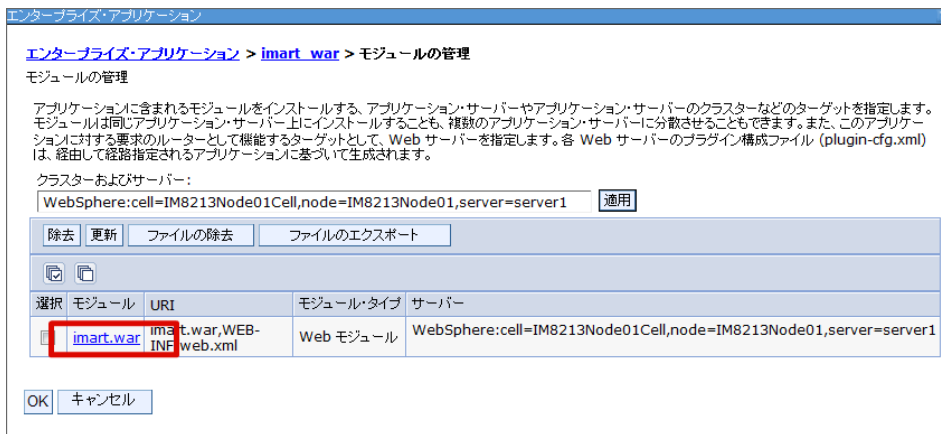 エンタープライズ・アプリケーション
エンタープライズ・アプリケーション > imart_war > モジュールの管理
モジュールの管理
アプリケーションに含まれるモジュールをインストールする、アプリケーション・サーバーやアプリケーション・サーバーのクラスターなどのターゲットを指定します。
モジュールは同じアプリケーション・サーバー上にインストールすることも、複数のアプリケーション・サーバーに分散させることもできます。また、このアプリケー
ションに対する要求のルーターとして機能するターゲットとして、Web サーバーを指定します。各 Web サーバーのプラグイン構成ファイル (plugin-cfg.xml)
は、経由して経路指定されるアプリケーションに基づいて生成されます。
クラスターおよびサーバー:
WebSphere:cell=IM8213Node01Cell,node=IM8213Node01,server=server1 適用
除去 更新 ファイルの除去 ファイルのエクスポート
選択 モジュール URI モジュール・タイプ サーバー
imart.war imart.war,WEB-INF/web.xml Web モジュール WebSphere:cell=IM8213Node01Cell,node=IM8213Node01,server=server1
OK キャンセル